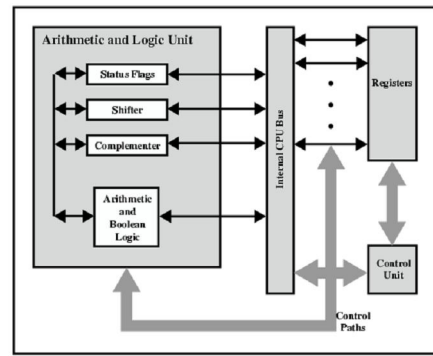 Arithmetic and Logic Unit
Status Flags
Shifter
Complementer
Arithmetic
and
Boolean
Logic
Internal CPU Bus
Registers
Control
Unit
Control
Paths